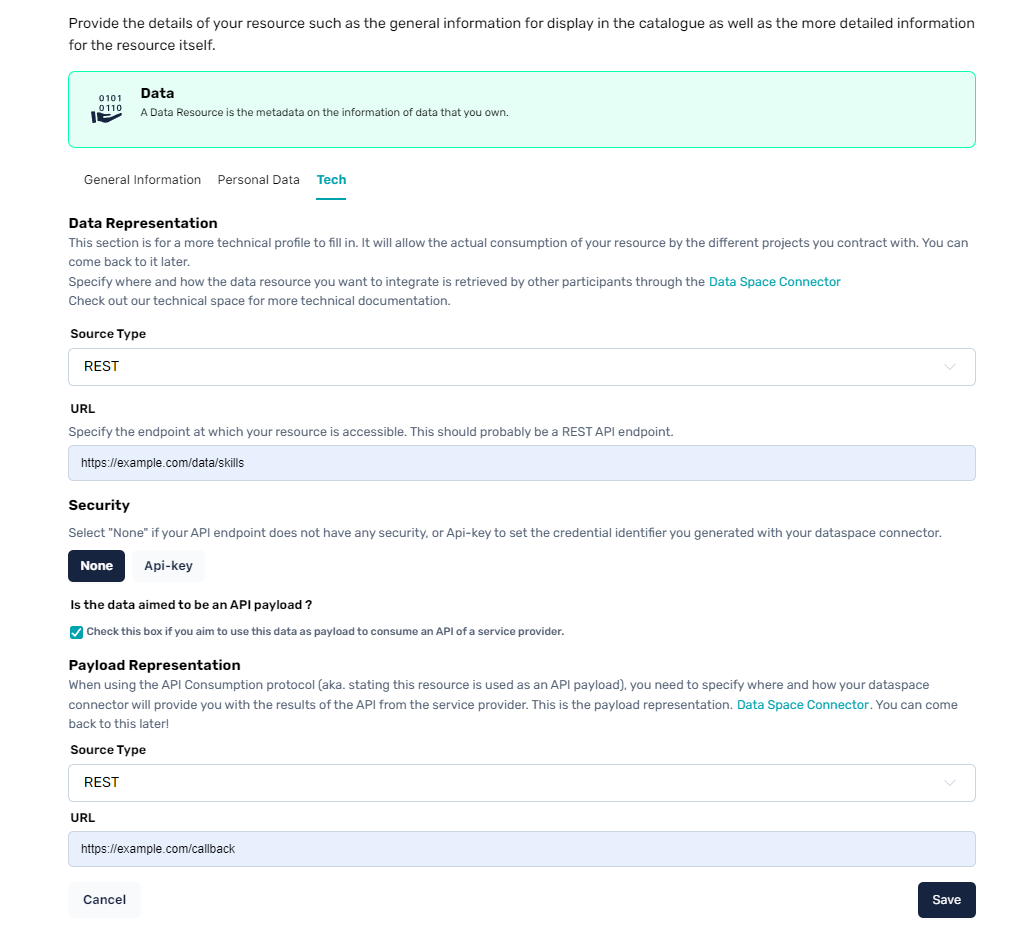 Provide the details of your resource such as the general information for display in the catalogue as well as the more detailed information
for the resource itself.
0101
0110
Data
A Data Resource is the metadata on the information of data that you own.
General Information Personal Data Tech
Data Representation
This section is for a more technical profile to fill in. It will allow the actual consumption of your resource by the different projects you contract with. You can
come back to it later.
Specify where and how the data resource you want to integrate is retrieved by other participants through the Data Space Connector
Check out our technical space for more technical documentation.
Source Type
REST
URL
Specify the endpoint at which your resource is accessible. This should probably be a REST API endpoint.
https://example.com/data/skills
Security
Select "None" if your API endpoint does not have any security, or Api-key to set the credential identifier you generated with your dataspace connector.
None Api-key
Is the data aimed to be an API payload ?
Check this box if you aim to use this data as payload to consume an API of a service provider.
Payload Representation
When using the API Consumption protocol (aka. stating this resource is used as an API payload), you need to specify where and how your dataspace
connector will provide you with the results of the API from the service provider. This is the payload representation. Data Space Connector. You can come
back to this later!
Source Type
REST
URL
https://example.com/callback
Cancel Save